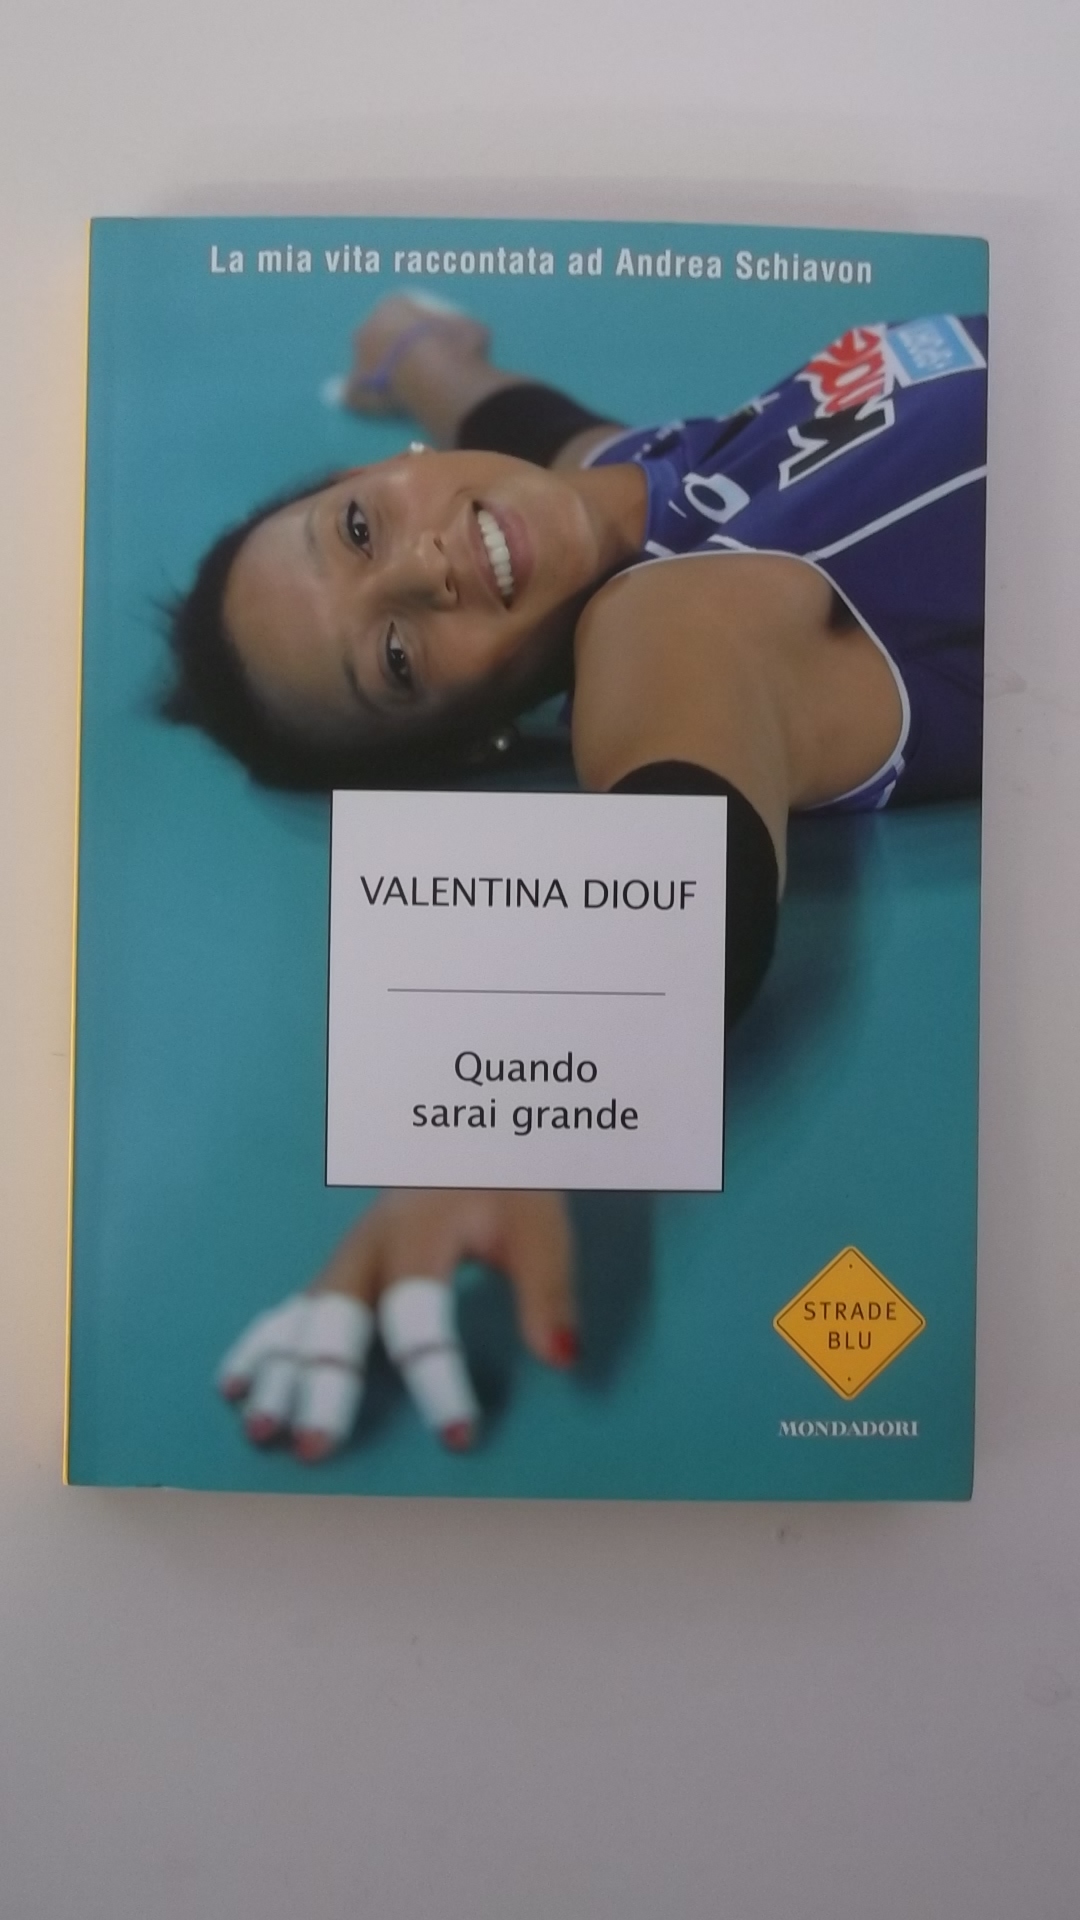 La mia vita raccontata ad Andrea Schiavon
VALENTINA DIOUF
Quando
sarai grande
STRADE
BLU
MONDADORI